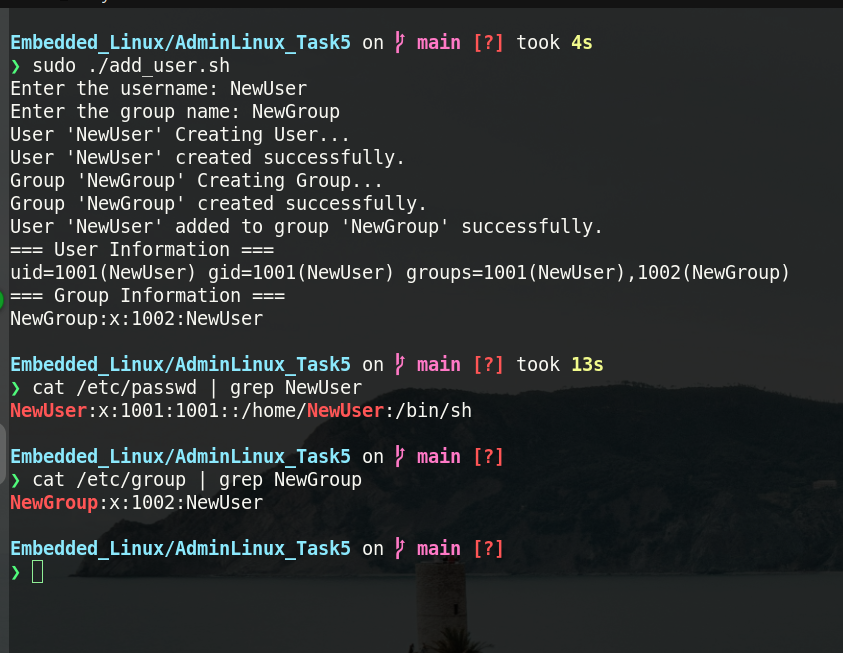 Embedded_Linux/AdminLinux_Task5 on main [?] took 4s
❯ sudo ./add_user.sh
Enter the username: NewUser
Enter the group name: NewGroup
User 'NewUser' Creating User...
User 'NewUser' created successfully.
Group 'NewGroup' Creating Group...
Group 'NewGroup' created successfully.
User 'NewUser' added to group 'NewGroup' successfully.
=== User Information ===
uid=1001(NewUser) gid=1001(NewUser) groups=1001(NewUser),1002(NewGroup)
=== Group Information ===
NewGroup:x:1002:NewUser
Embedded_Linux/AdminLinux_Task5 on main [?] took 13s
❯ cat /etc/passwd | grep NewUser
NewUser:x:1001:1001::/home/NewUser:/bin/sh
Embedded_Linux/AdminLinux_Task5 on main [?]
❯ cat /etc/group | grep NewGroup
NewGroup:x:1002:NewUser
Embedded_Linux/AdminLinux_Task5 on main [?]
❯